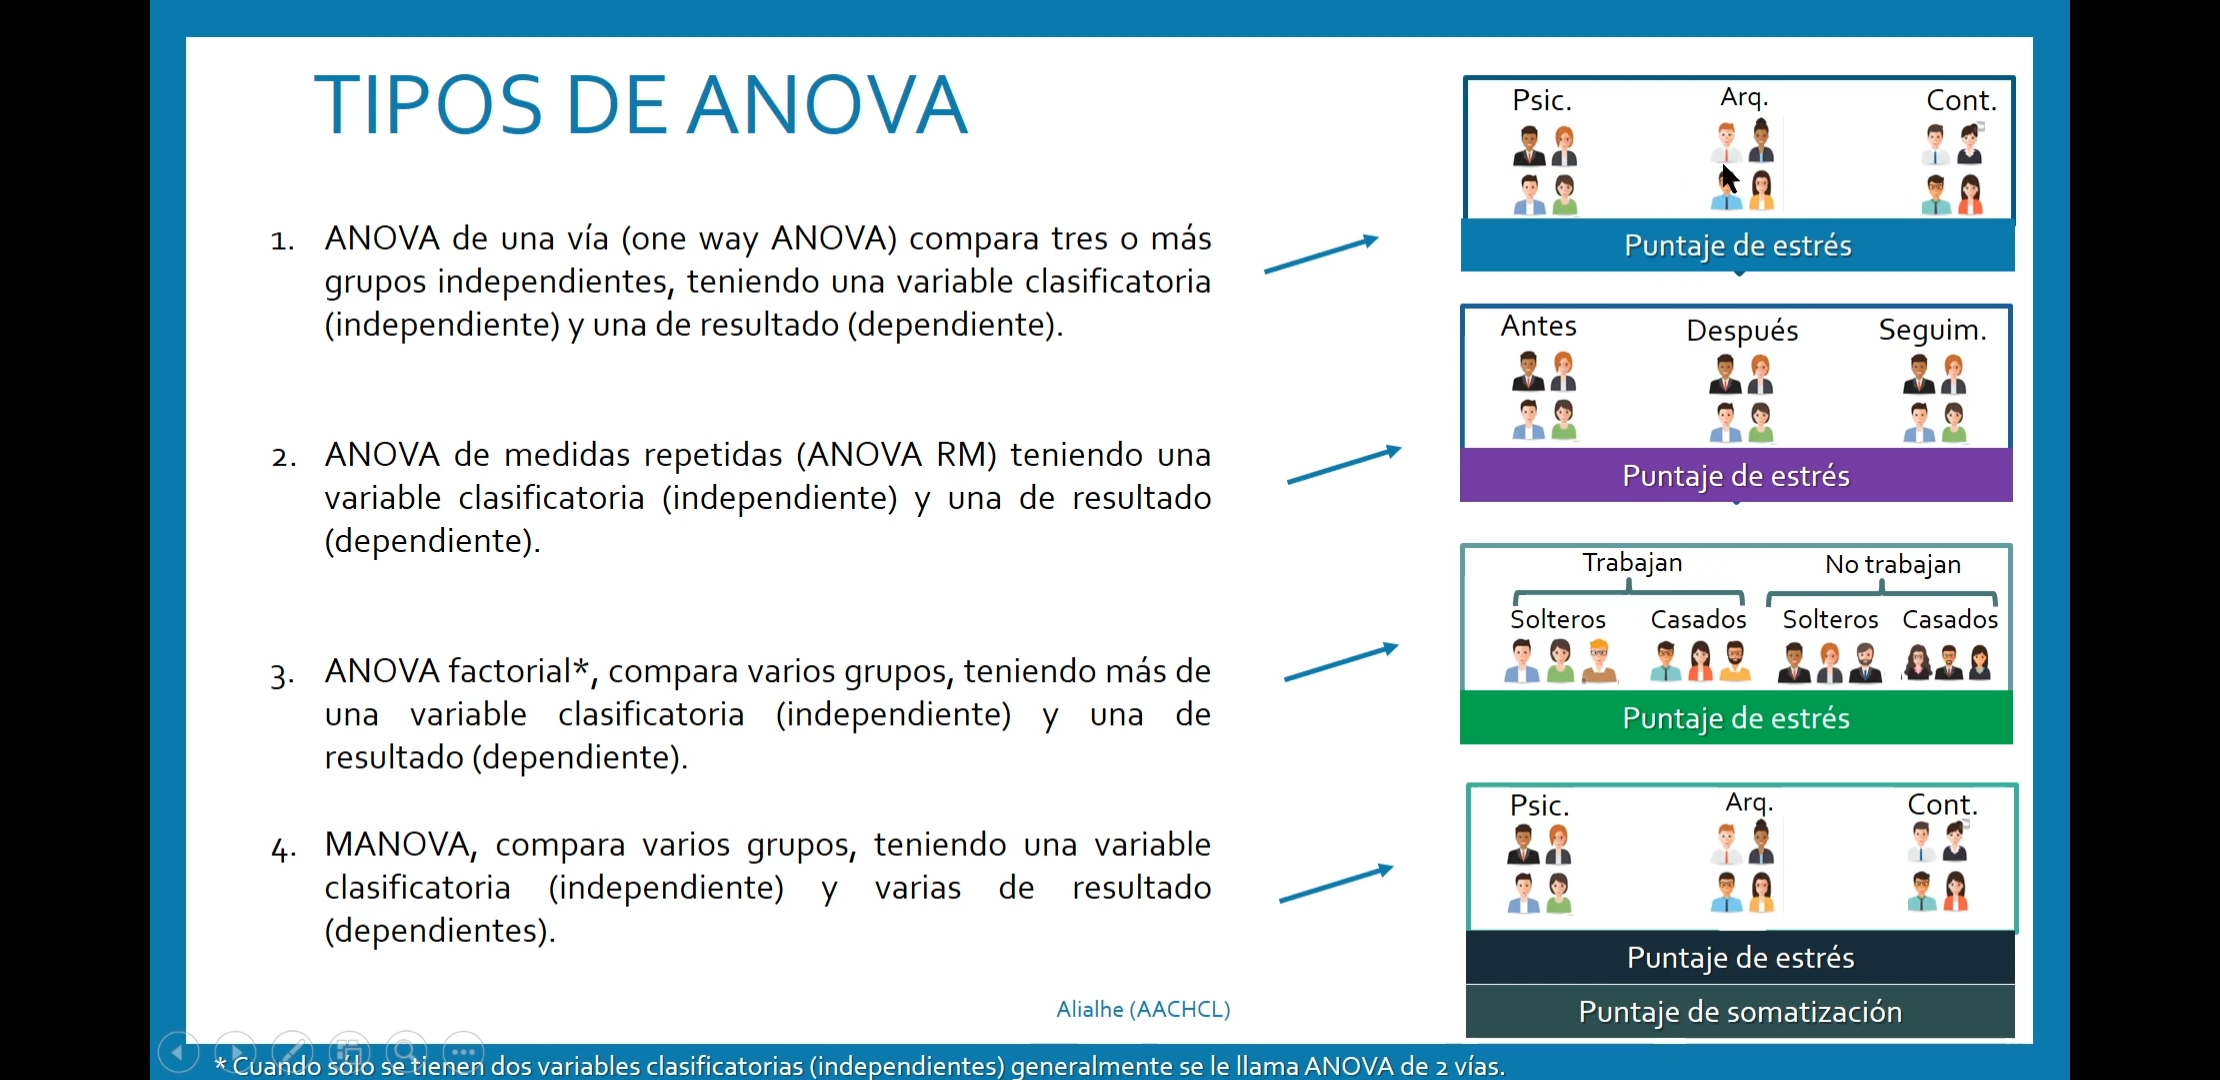 TIPOS DE ANOVA
1. ANOVA de una vía (one way ANOVA) compara tres o más
grupos independientes, teniendo una variable clasificatoria
(independiente) y una de resultado (dependiente).
2. ANOVA de medidas repetidas (ANOVA RM) teniendo una
variable clasificatoria (independiente) y una de resultado
(dependiente).
3. ANOVA factorial*, compara varios grupos, teniendo más de
una variable clasificatoria (independiente) y una de
resultado (dependiente).
4. MANOVA, compara varios grupos, teniendo una variable
clasificatoria (independiente) y varias de resultado
(dependientes).
Psic. Arq. Cont.
Puntaje de estrés
Antes Después Seguim.
Puntaje de estrés
Trabajan No trabajan
Solteros Casados Solteros Casados
Puntaje de estrés
Psic. Arq. Cont.
Puntaje de estrés
Puntaje de somatización
Alialhe (AACHCL)
* Cuando sólo se tienen dos variables clasificatorias (independientes) generalmente se le llama ANOVA de 2 vías.